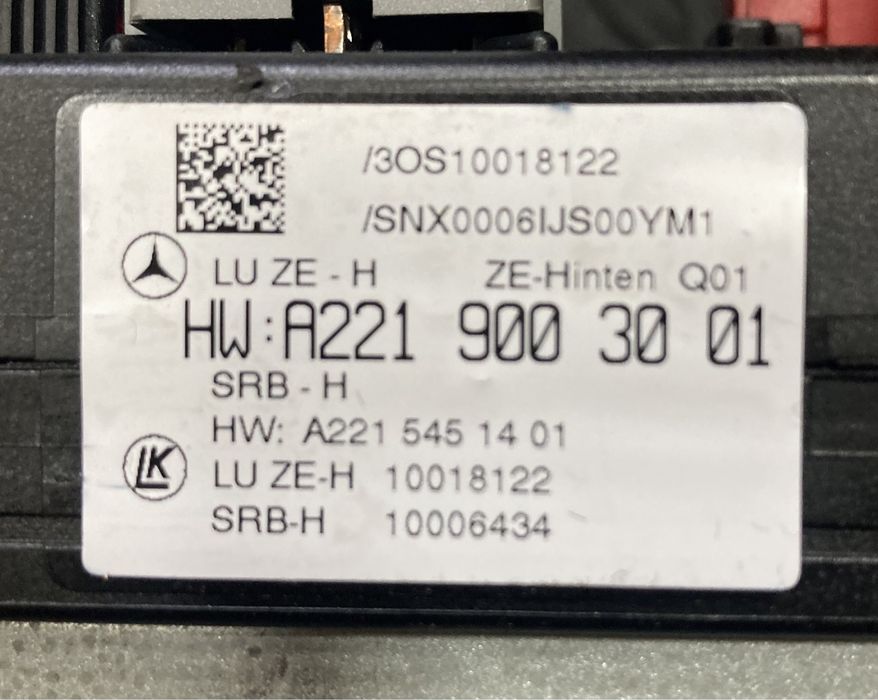 /3OS10018122
/SNX0006IJS00YM1
LU ZE - H ZE-Hinten Q01
HW:A221 900 30 01
SRB - H
HW: A221 545 14 01
LK
LU ZE-H 10018122
SRB-H 10006434